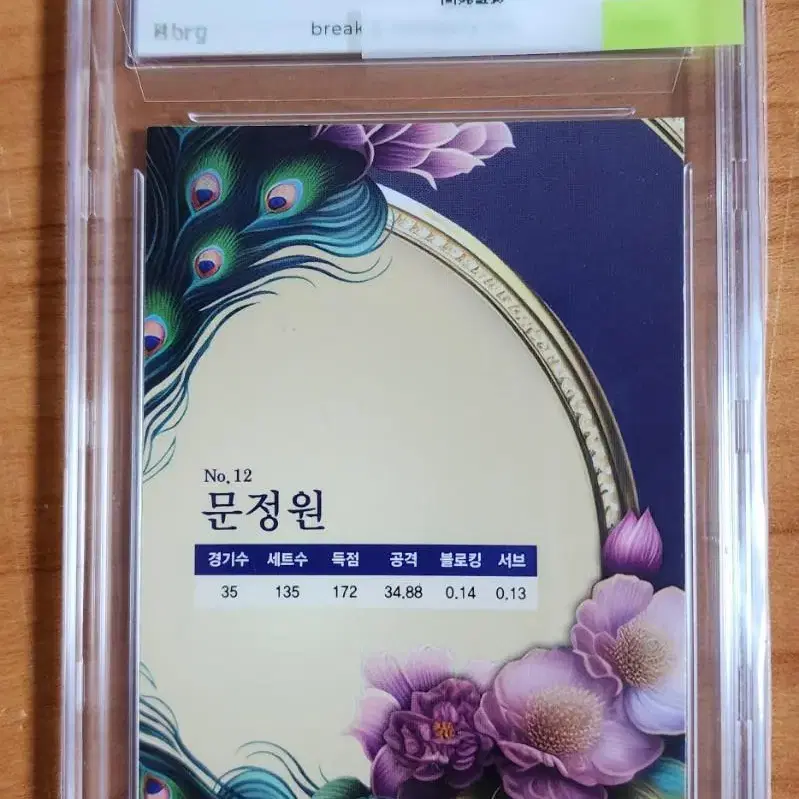 brg
break
No. 12
문정원
경기수 세트수 득점 공격 블로킹 서브
35 135 172 34.88 0.14 0.13